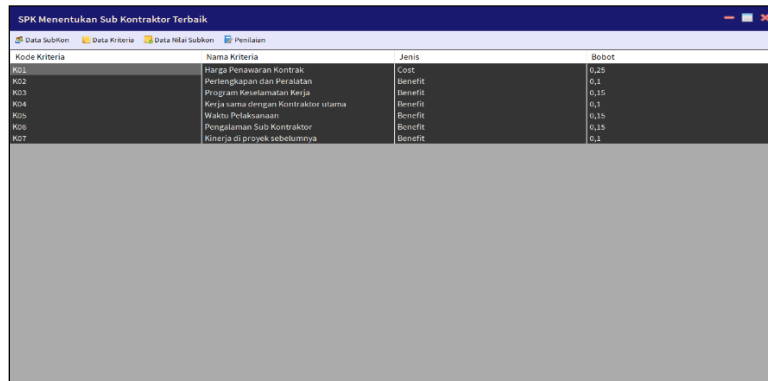 SPK Menentukan Sub Kontraktor Terbaik
Data SubKon Data Kriteria Data Nilai Subkon Penilaian
Kode Kriteria Nama Kriteria Jenis Bobot
K01 Harga Penawaran Kontrak Cost 0,25
K02 Perlengkapan dan Peralatan Benefit 0,1
K03 Program Keselamatan Kerja Benefit 0,15
K04 Kerja sama dengan Kontraktor utama Benefit 0,1
K05 Waktu Pelaksanaan Benefit 0,15
K06 Pengalaman Sub Kontraktor Benefit 0,15
K07 Kinerja di proyek sebelumnya Benefit 0,1